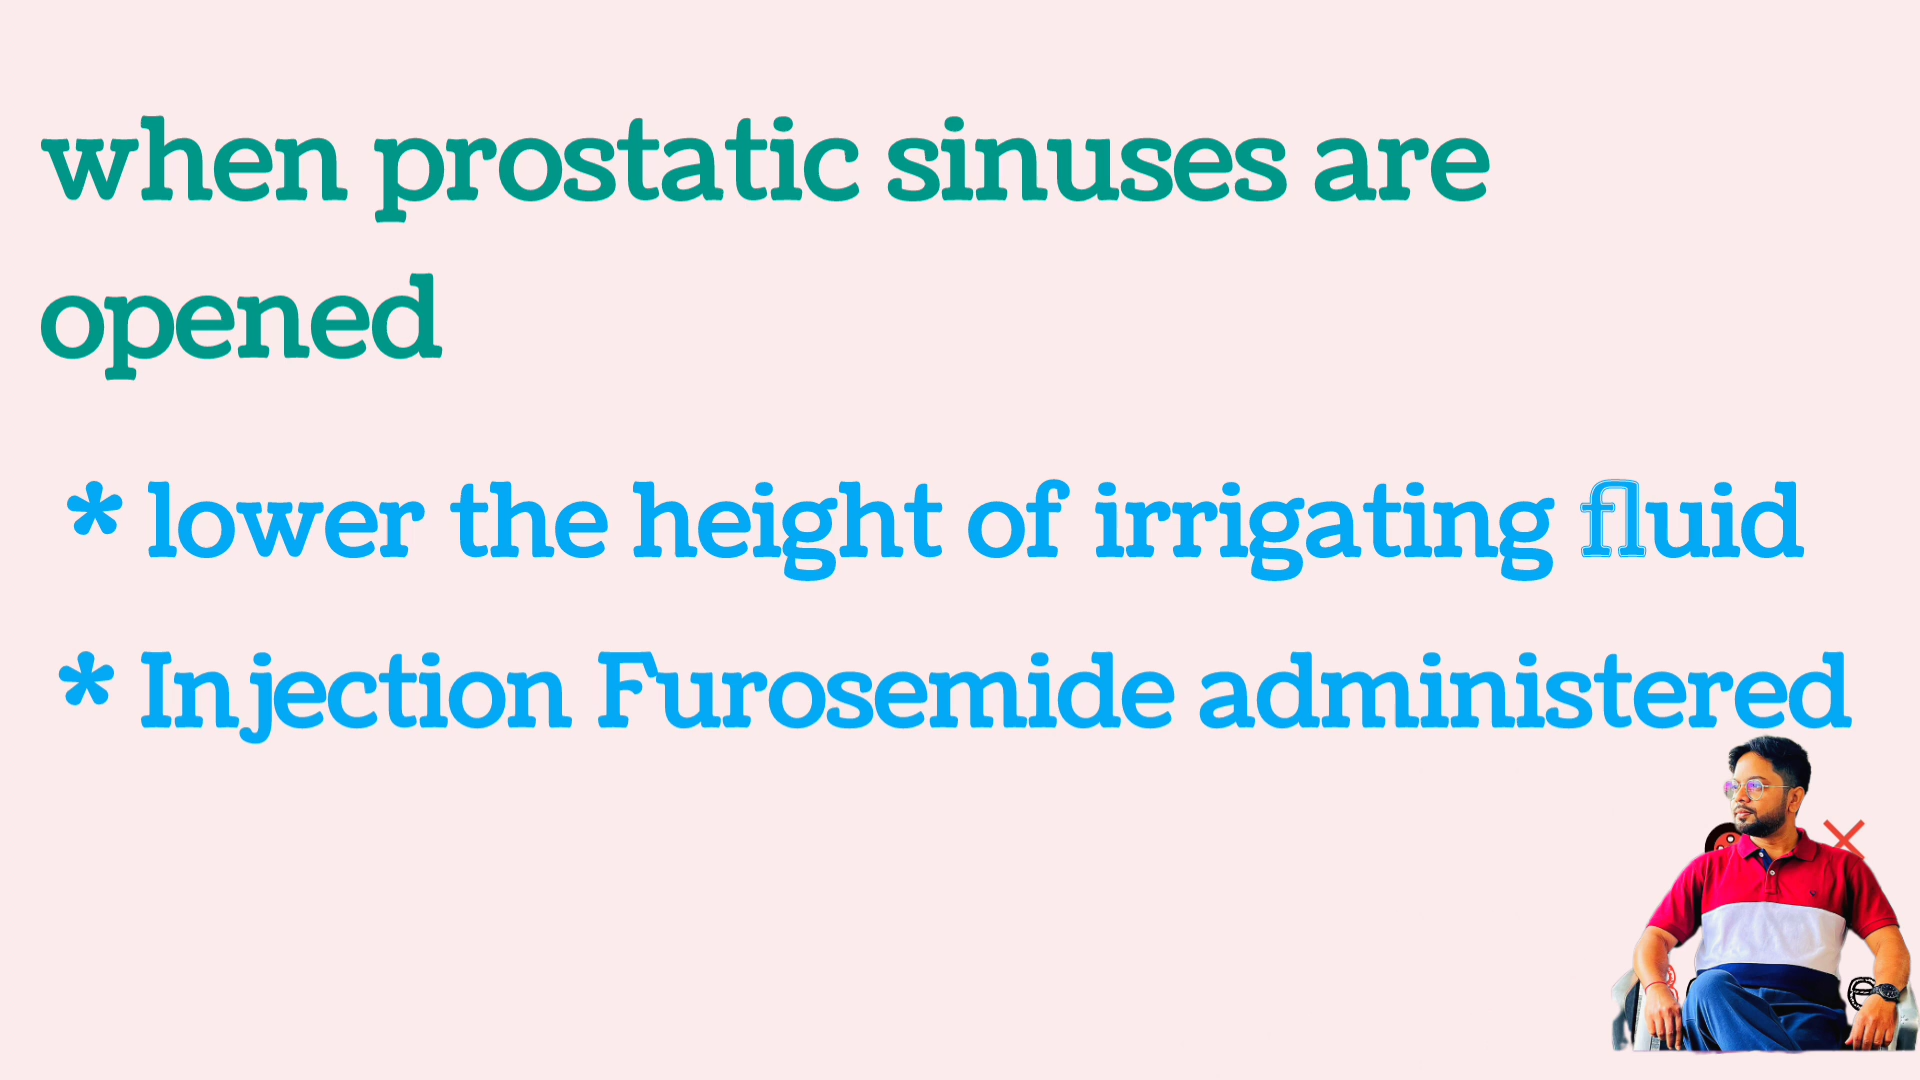 when prostatic sinuses are
opened
* lower the height of irrigating fluid
* Injection Furosemide administered